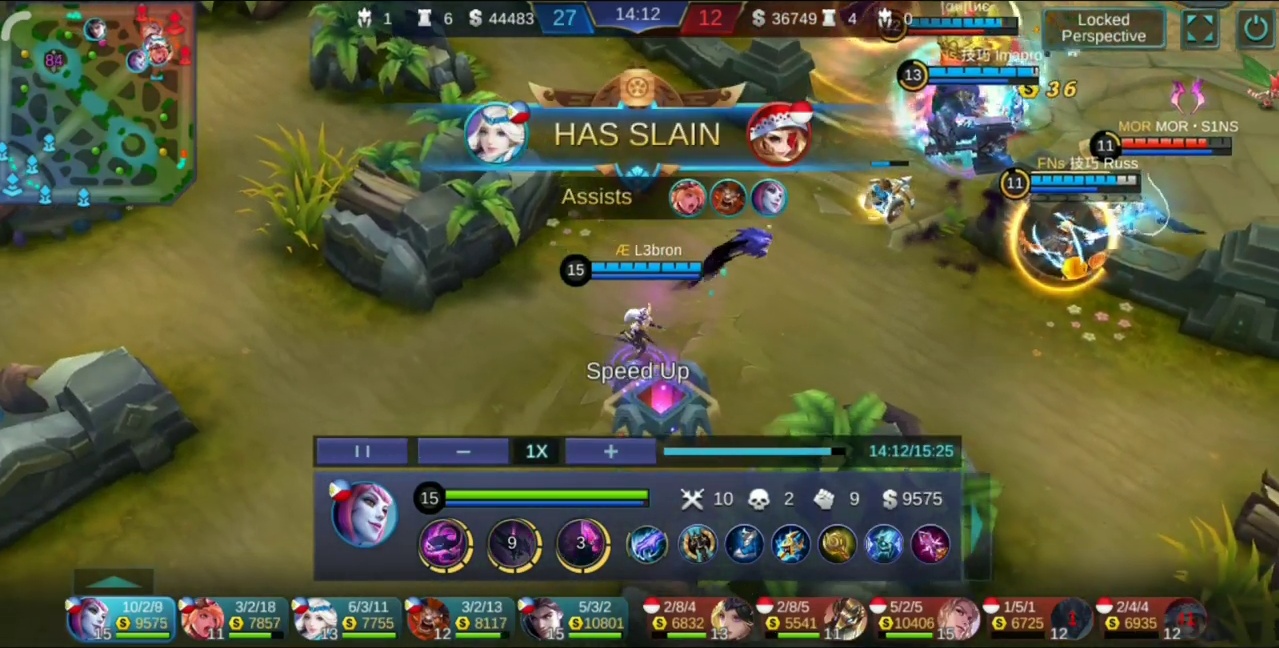 1 6 $ 44483 27 14:12 12 $ 36749 4 0
Locked
Perspective
13
FNs 技巧 Imapro
$ 36
HAS SLAIN
MOR MOR · S1NS
11
FNs 技巧 Russ
11
84
Assists
Æ L3bron
15
Speed Up
II − 1X + 14:12/15:25
15 10 2 9 $ 9575
9 3
10/2/9 3/2/18 6/3/11 3/2/13 5/3/2 2/8/4 2/8/5 5/2/5 1/5/1 2/4/4
$ 9575 $ 7857 $ 7755 $ 8117 $ 10801 $ 6832 $ 5541 $ 10406 $ 6725 $ 6935
15 11 13 12 15 13 11 15 12 12